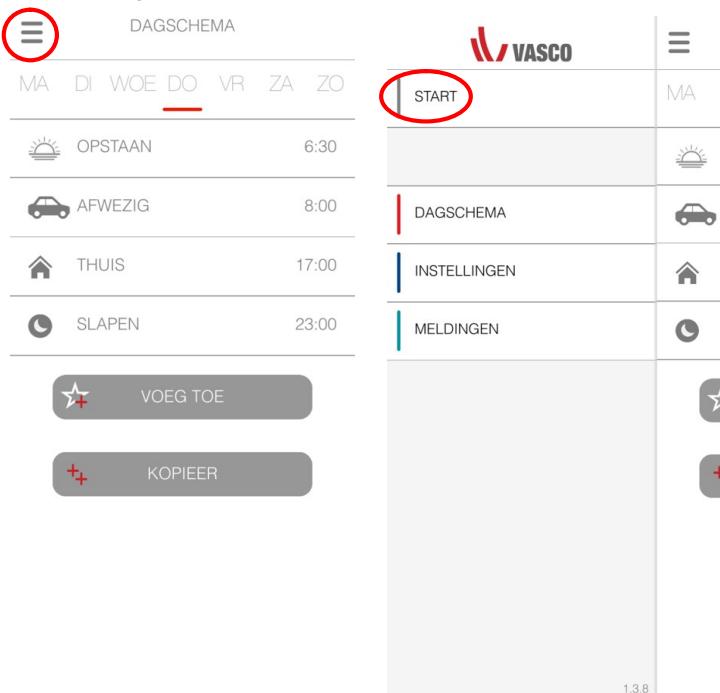 DAGSCHEMA
MA DI WOE DO VR ZA ZO
OPSTAAN 6:30
AFWEZIG 8:00
THUIS 17:00
SLAPEN 23:00
VOEG TOE
KOPIEER
VASCO
START
DAGSCHEMA
INSTELLINGEN
MELDINGEN
1.3.8
MA